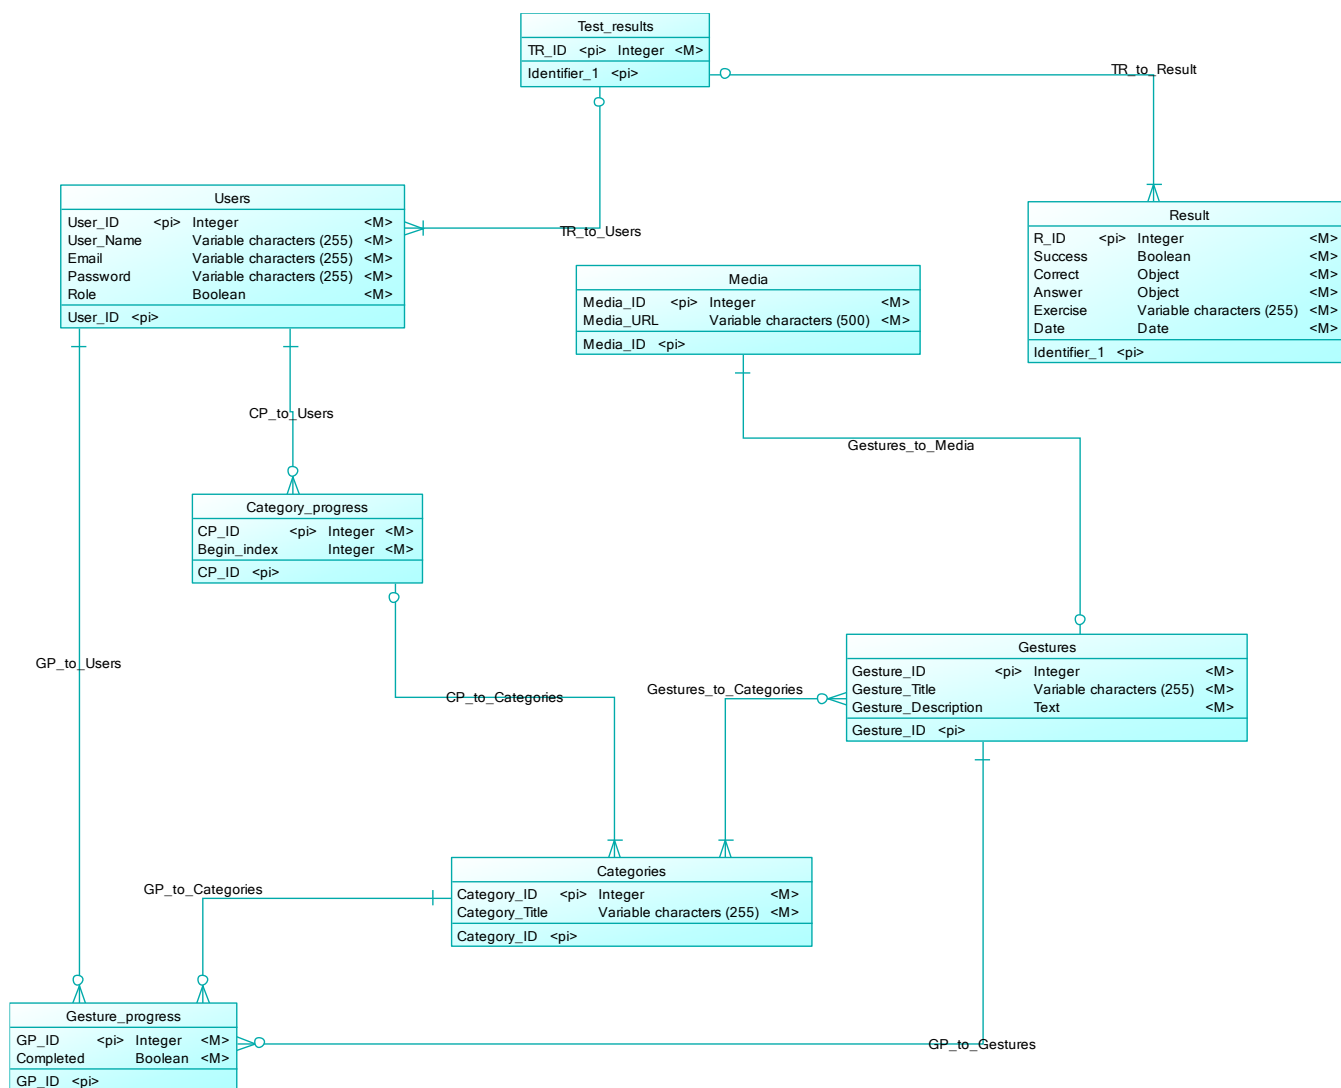 Test_results
TR_ID <pi> Integer <M>
Identifier_1 <pi>
TR_to_Result
Users
User_ID <pi> Integer <M>
User_Name Variable characters (255) <M>
Email Variable characters (255) <M>
Password Variable characters (255) <M>
Role Boolean <M>
User_ID <pi>
TR_to_Users
Result
R_ID <pi> Integer <M>
Success Boolean <M>
Correct Object <M>
Answer Object <M>
Exercise Variable characters (255) <M>
Date Date <M>
Identifier_1 <pi>
Media
Media_ID <pi> Integer <M>
Media_URL Variable characters (500) <M>
Media_ID <pi>
CP_to_Users
Gestures_to_Media
Category_progress
CP_ID <pi> Integer <M>
Begin_index Integer <M>
CP_ID <pi>
GP_to_Users
CP_to_Categories
Gestures_to_Categories
Gestures
Gesture_ID <pi> Integer <M>
Gesture_Title Variable characters (255) <M>
Gesture_Description Text <M>
Gesture_ID <pi>
GP_to_Categories
Categories
Category_ID <pi> Integer <M>
Category_Title Variable characters (255) <M>
Category_ID <pi>
Gesture_progress
GP_ID <pi> Integer <M>
Completed Boolean <M>
GP_ID <pi>
GP_to_Gestures